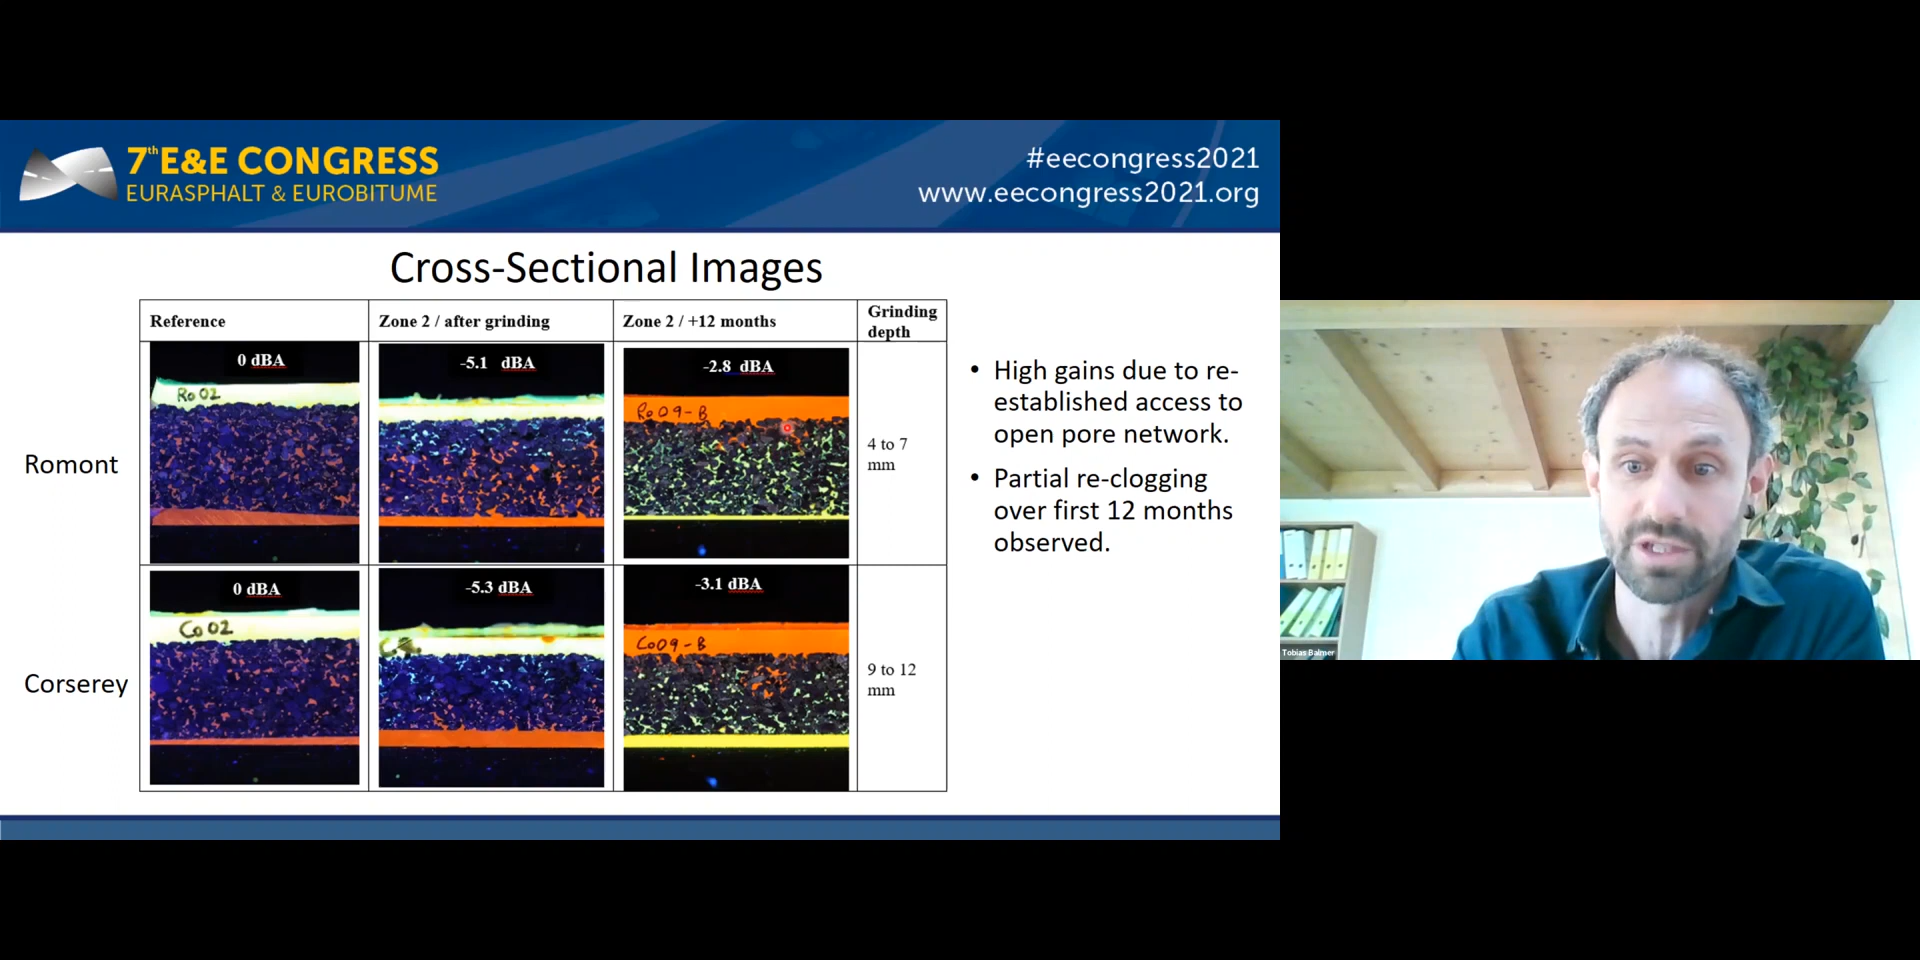 7th E&E CONGRESS
EURASPHALT & EUROBITUME
#eecongress2021
www.eecongress2021.org
Cross-Sectional Images
Reference
Zone 2 / after grinding
Zone 2 / +12 months
Grinding
depth
Romont
0 dBA
Ro 02
-5.1 dBA
-2.8 dBA
Ro09-B
4 to 7
mm
Corserey
0 dBA
Co 02
-5.3 dBA
-3.1 dBA
Co09-B
9 to 12
mm
• High gains due to re-
established access to
open pore network.
• Partial re-clogging
over first 12 months
observed.
Tobias Balmer